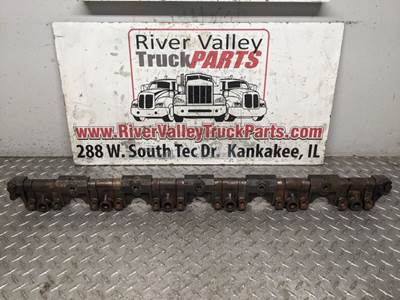 River Valley
TruckPARTS
www.RiverValleyTruckParts.com
288 W. South Tec Dr. Kankakee, IL